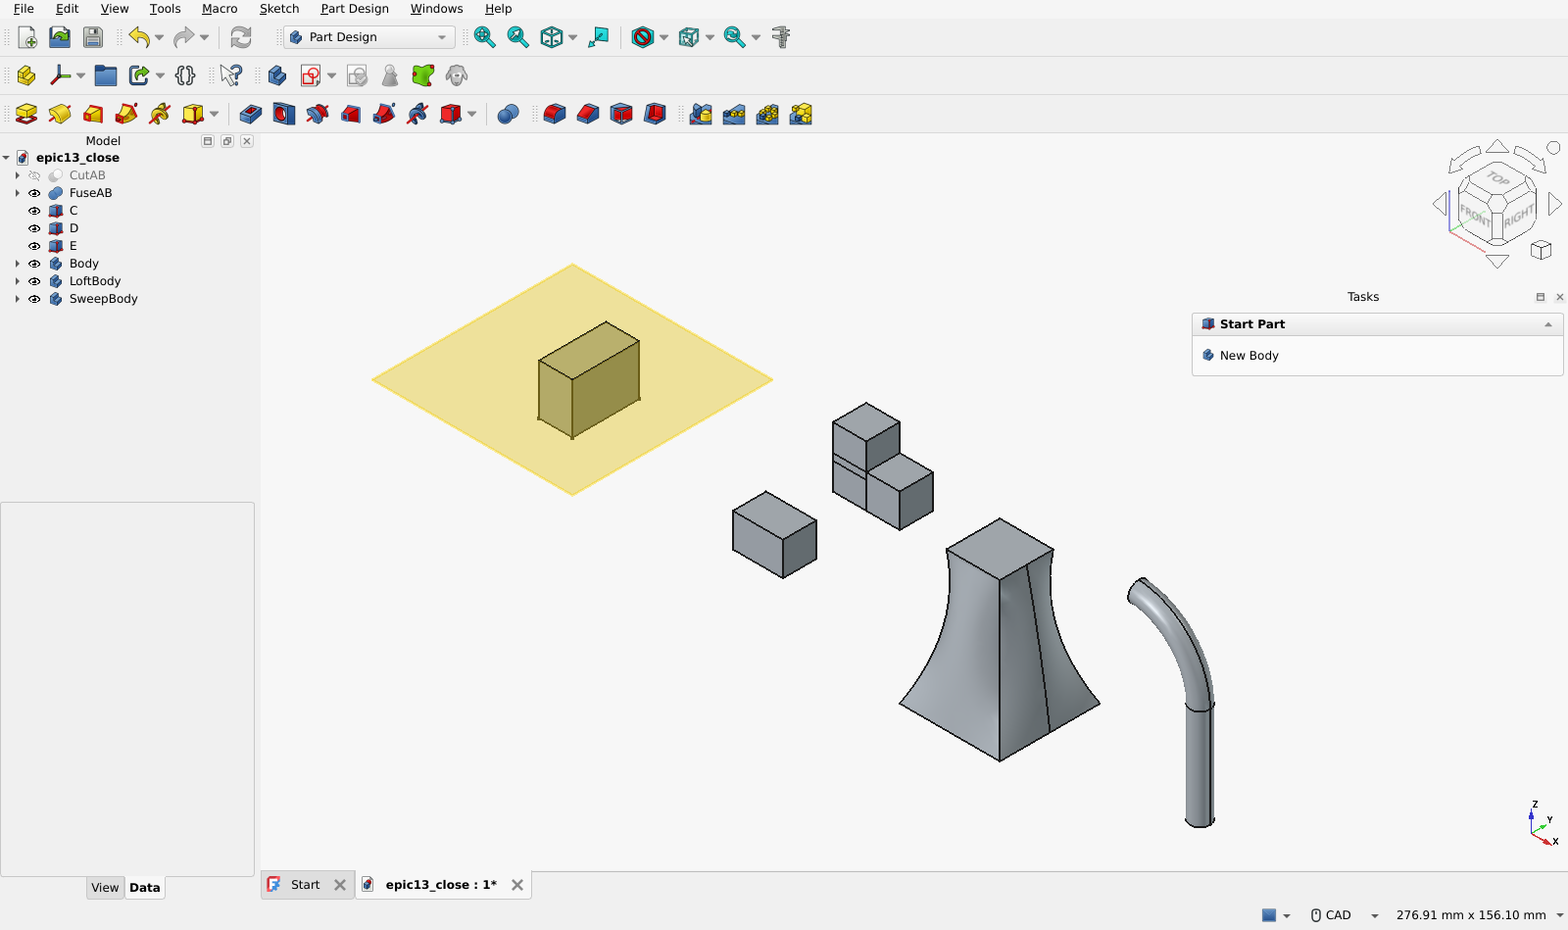 File Edit View Tools Macro Sketch Part Design Windows Help
Part Design
Model
epic13_close
CutAB
FuseAB
C
D
E
Body
LoftBody
SweepBody
TOP
FRONT
RIGHT
Tasks
Start Part
New Body
Z
Y
X
View Data
Start epic13_close : 1*
CAD 276.91 mm x 156.10 mm